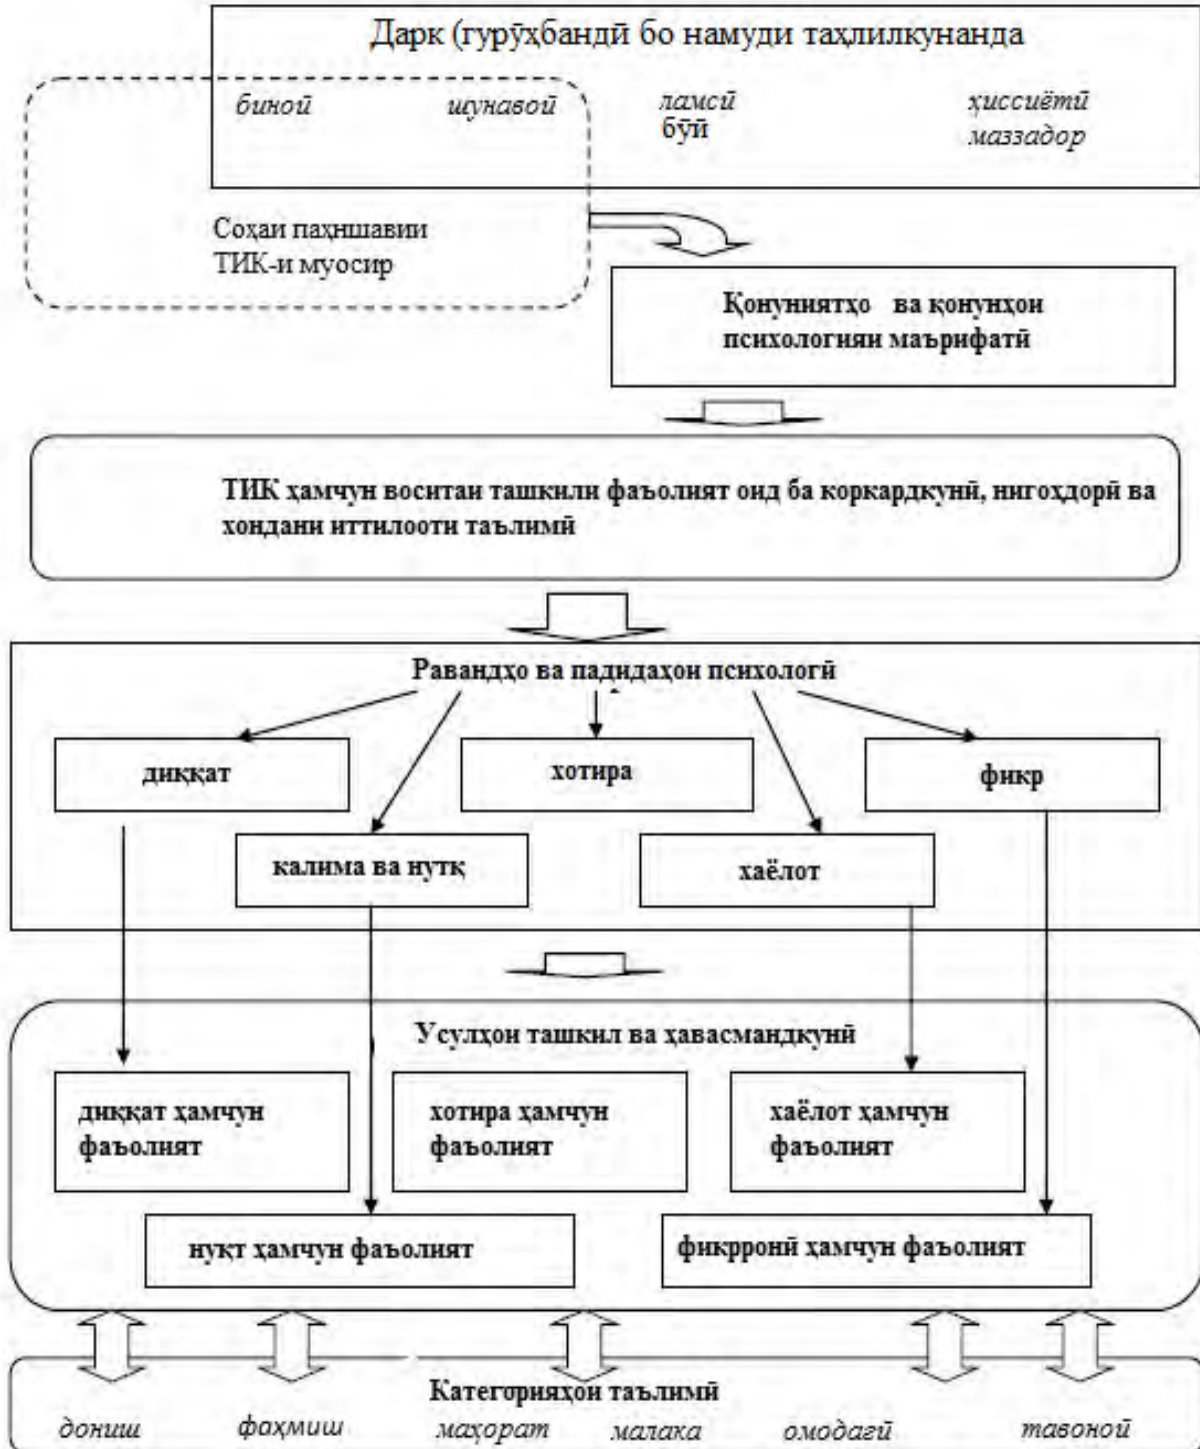 Дарк (гурӯҳбандӣ бо намуди таҳлилкунанда
биноӣ шунавоӣ ламсӣ ҳиссиётӣ
бӯӣ маззадор
Соҳаи паҳншавии
ТИК-и муосир
Қонуниятҳо ва қонунҳои
психологияи маърифатӣ
ТИК ҳамчун воситаи ташкили фаъолият оид ба коркардкунӣ, нигоҳдорӣ ва
хондани иттилооти таълимӣ
Равандҳо ва падидаҳои психологӣ
диққат хотира фикр
калима ва нутқ хаёлот
Усулҳои ташкил ва ҳавасмандкунӣ
диққат ҳамчун
фаъолият
хотира ҳамчун
фаъолият
хаёлот ҳамчун
фаъолият
нуқт ҳамчун фаъолият фикрронӣ ҳамчун фаъолият
Категорияҳои таълимӣ
дониш фаҳмиш маҳорат малака омодагӣ тавоноӣ